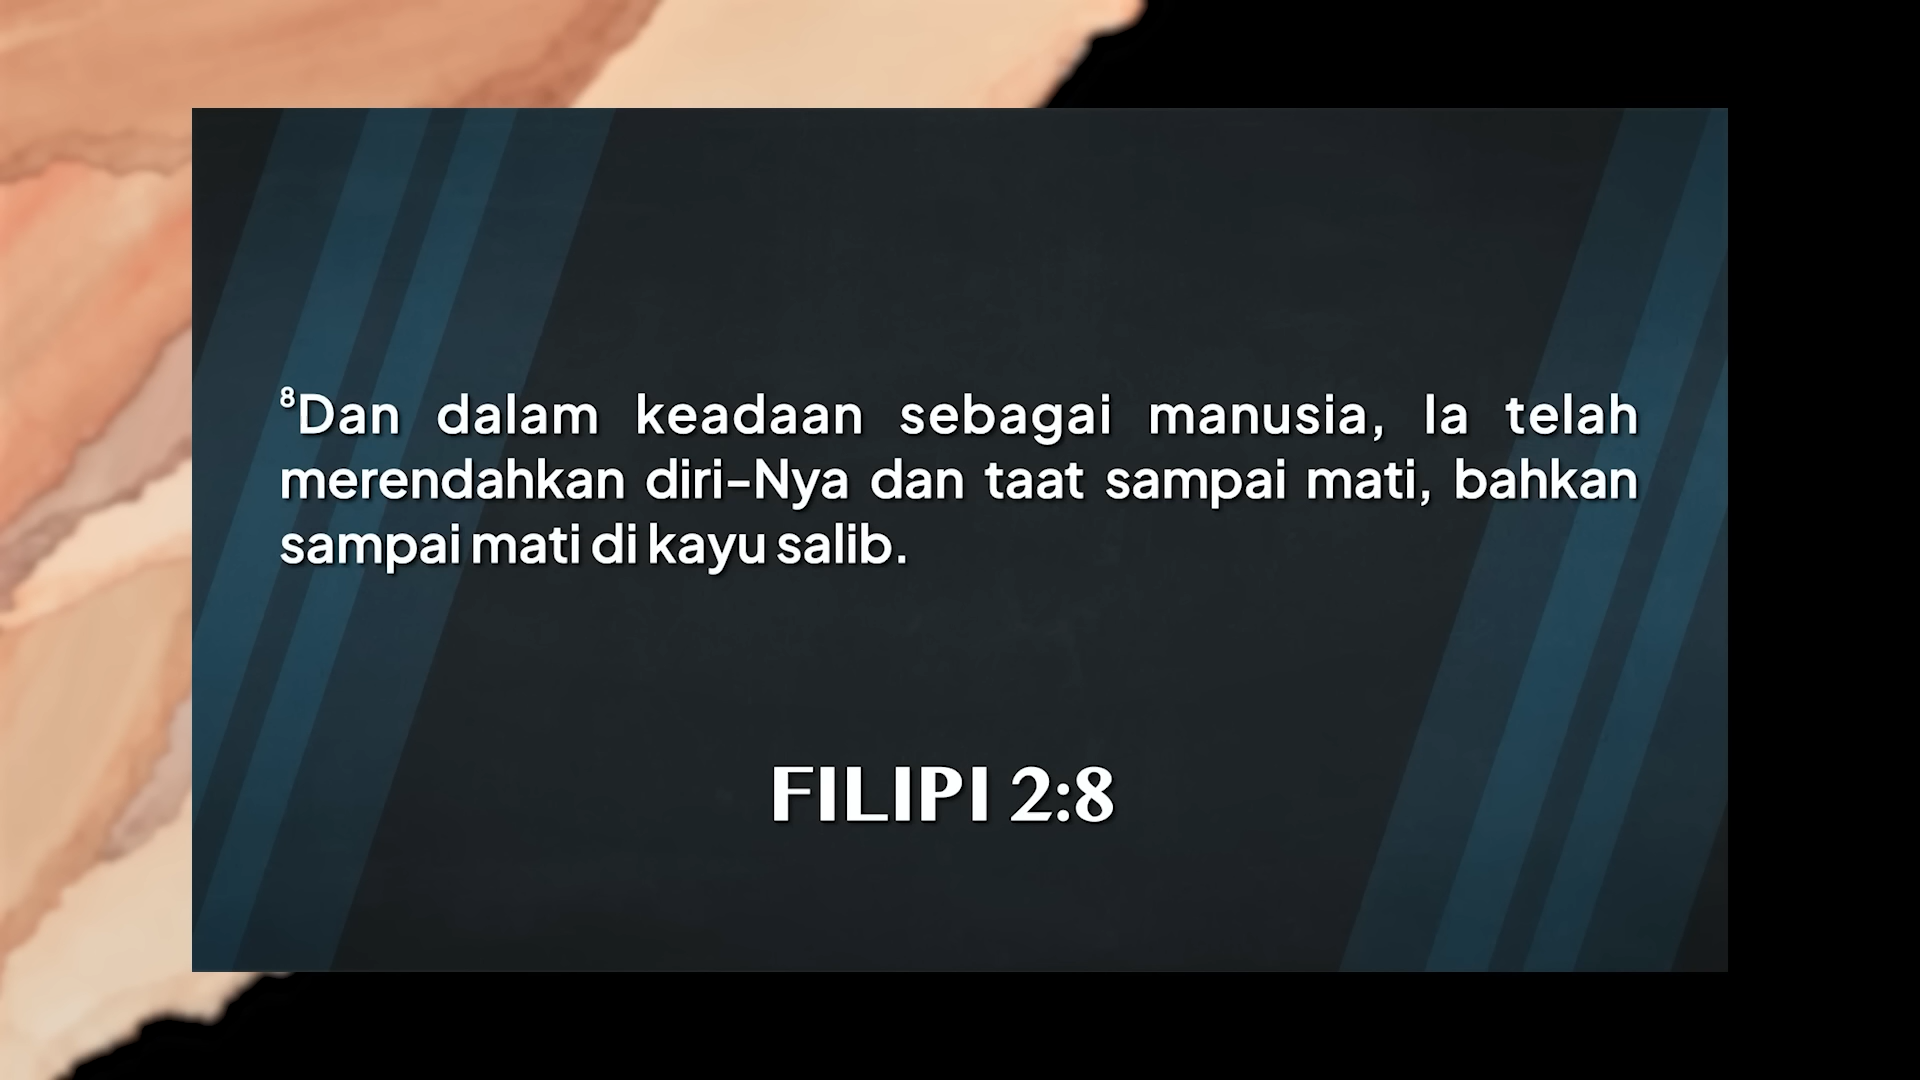 ⁸Dan dalam keadaan sebagai manusia, Ia telah
merendahkan diri-Nya dan taat sampai mati, bahkan
sampai mati di kayu salib.
FILIPI 2:8